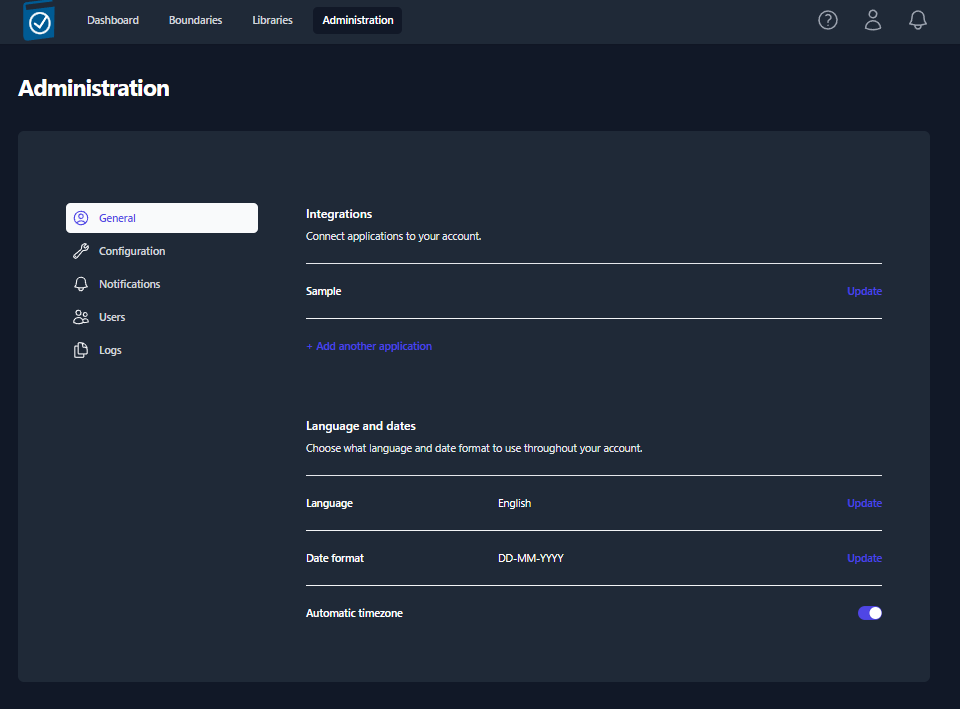 Dashboard Boundaries Libraries Administration
Administration
General
Configuration
Notifications
Users
Logs
Integrations
Connect applications to your account.
Sample Update
+ Add another application
Language and dates
Choose what language and date format to use throughout your account.
Language English Update
Date format DD-MM-YYYY Update
Automatic timezone